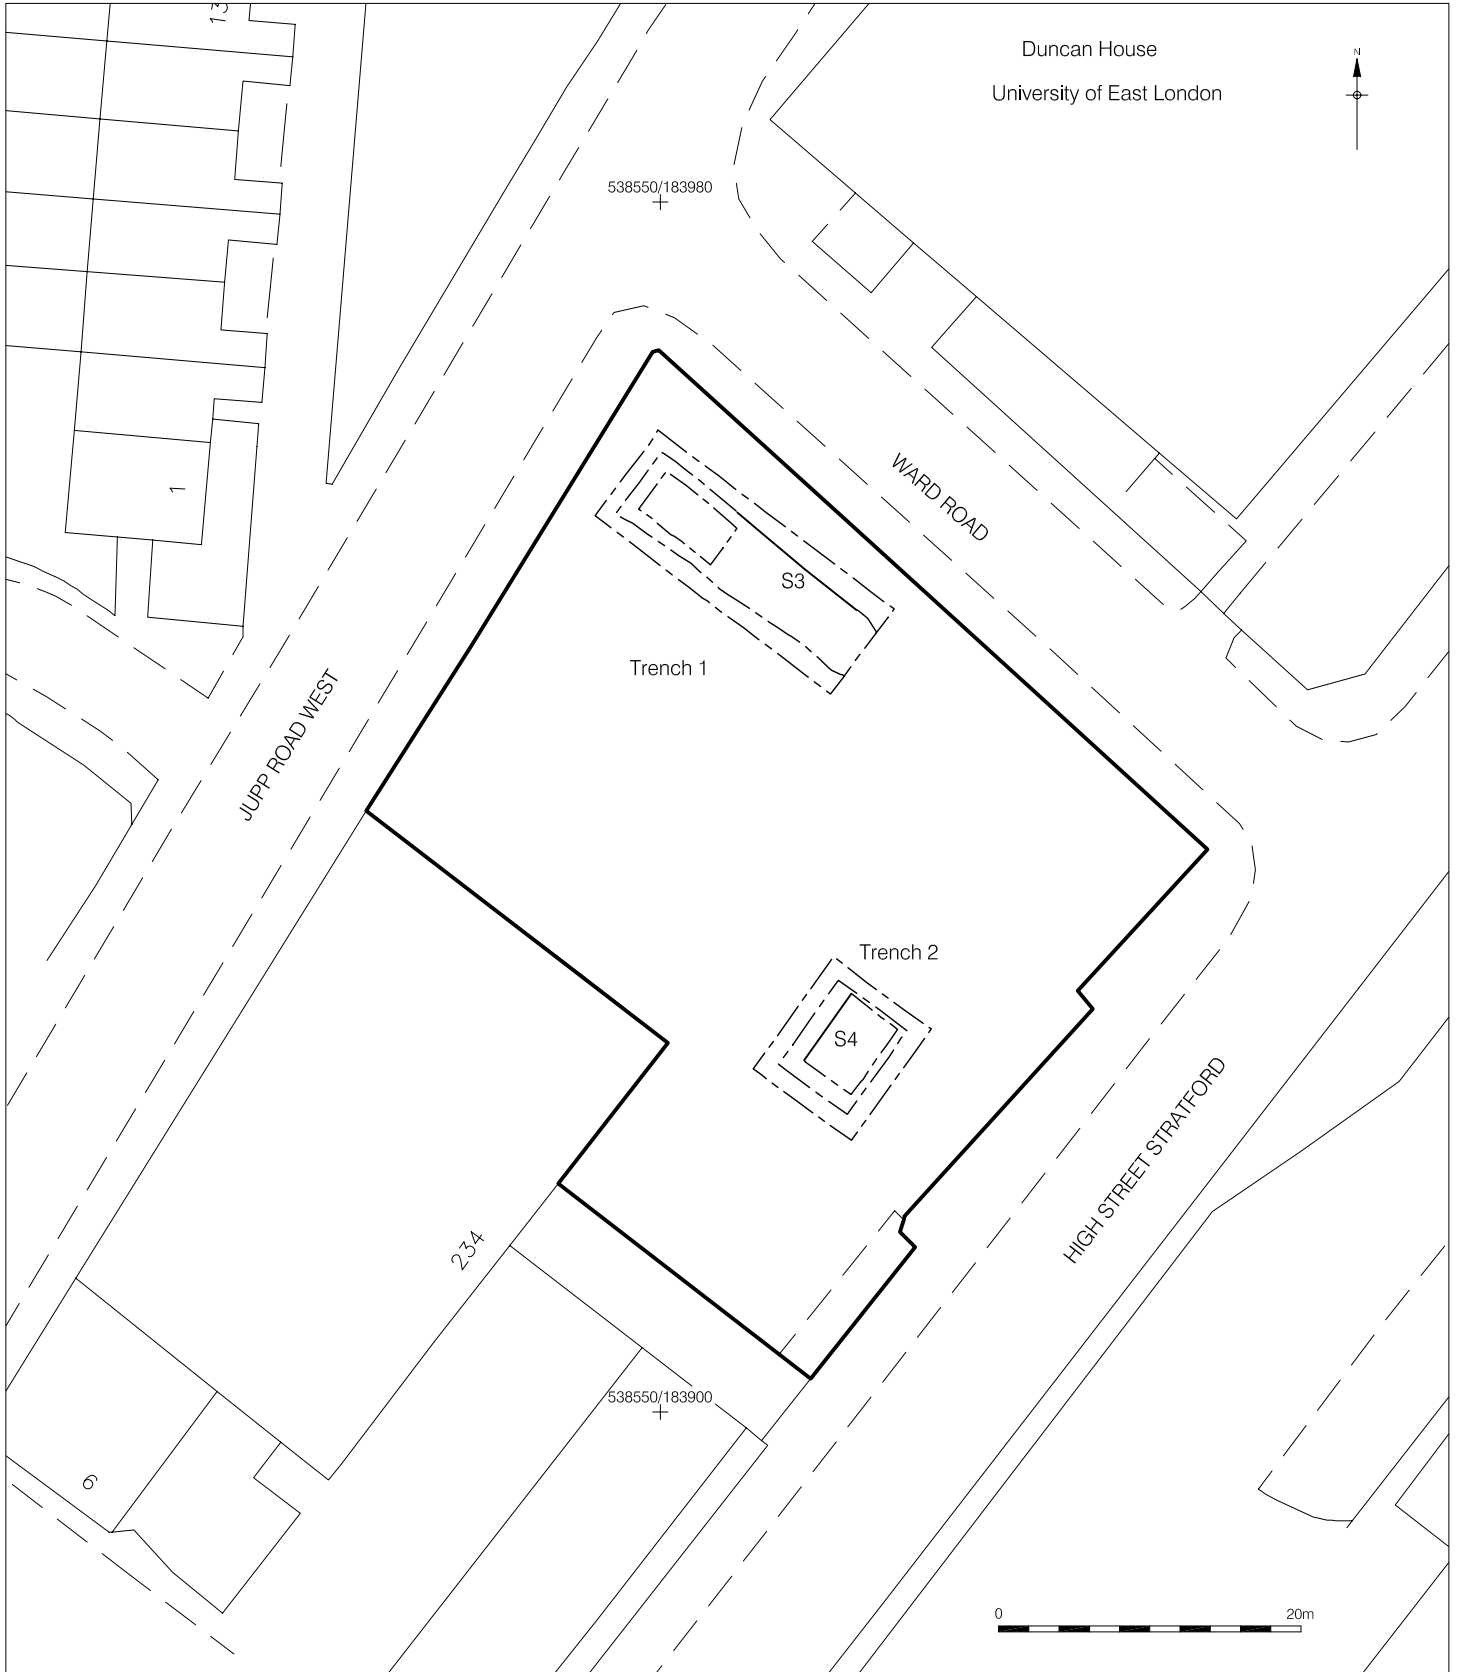 13
Duncan House
N
University of East London
538550/183980
WARD ROAD
1
S3
Trench 1
JUPP ROAD WEST
Trench 2
S4
HIGH STREET STRATFORD
234
538550/183900
6
0 20m